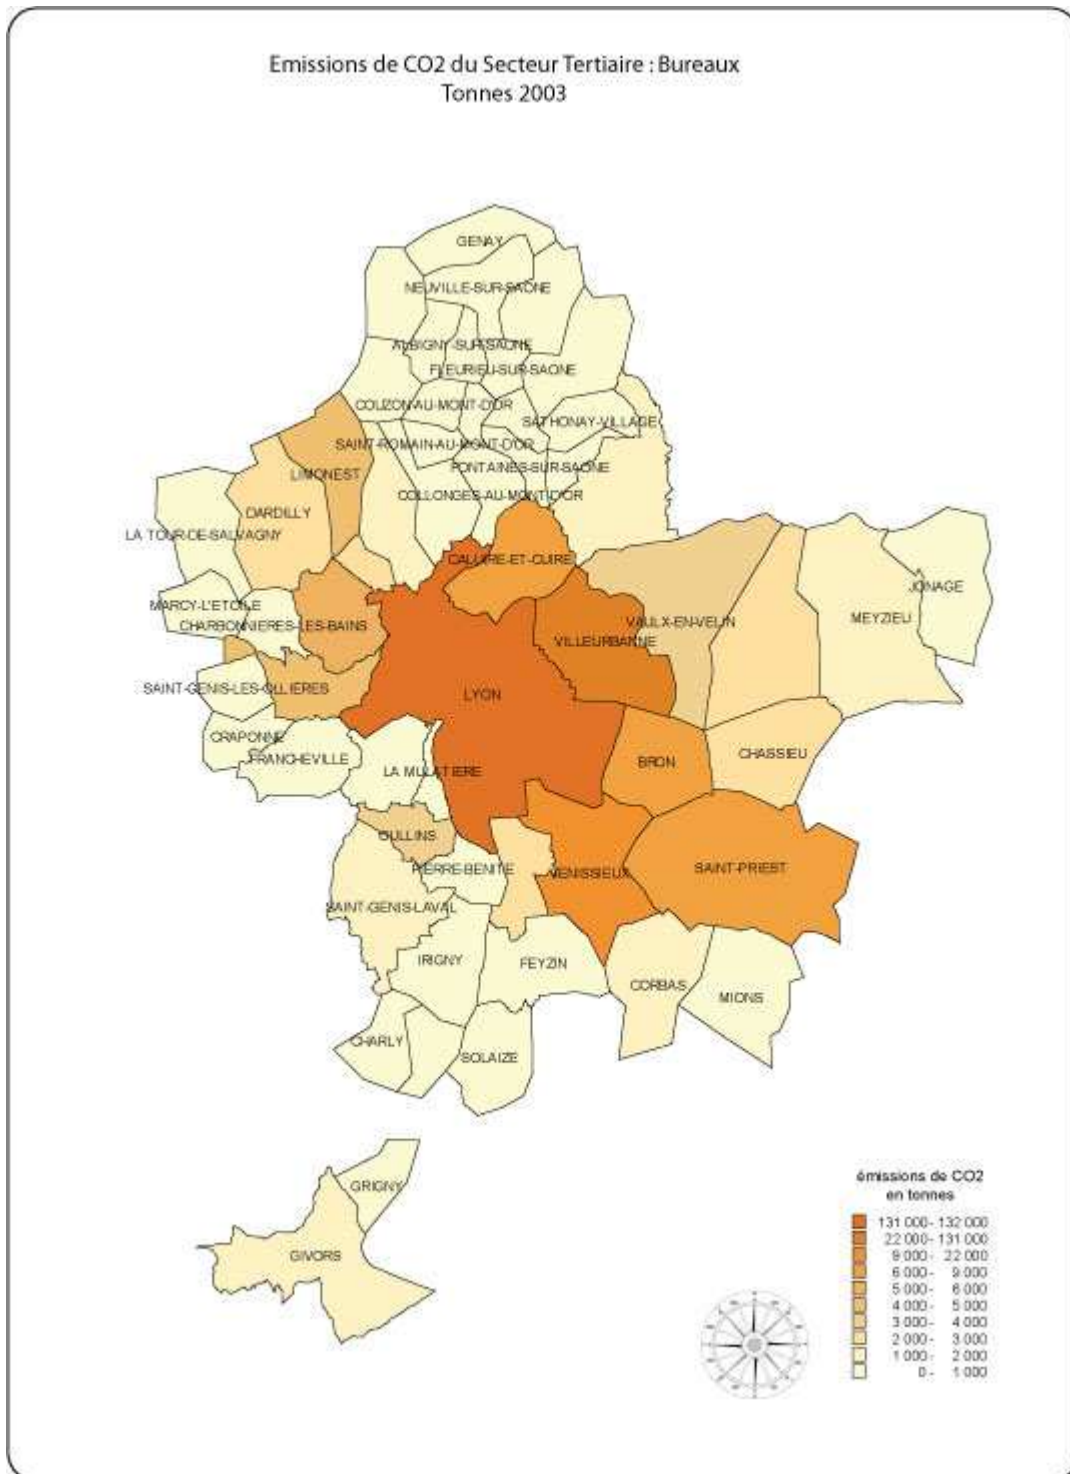 Emissions de CO2 du Secteur Tertiaire : Bureaux
Tonnes 2003
GENAY
NEUVILLE-SUR-SAONE
ALBIGNY-SUR-SAONE
FLEURIEU-SUR-SAONE
COUZON-AU-MONT-D'OR
SATHONAY-VILLAGE
SAINT-ROMAIN-AU-MONT-D'OR
FONTAINES-SUR-SAONE
LIMONEST
COLLONGES-AU-MONT-D'OR
DARDILLY
LA TOUR-DE-SALVAGNY
CALUIRE-ET-CUIRE
JONAGE
MARCY-L'ETOILE
MEYZIEU
CHARBONNIERES-LES-BAINS
VAULX-EN-VELIN
VILLEURBANNE
SAINT-GENIS-LES-OLLIERES
LYON
CRAPONNE
FRANCHEVILLE
LA MULATIERE
BRON
CHASSIEU
OULLINS
PIERRE-BENITE
VENISSIEUX
SAINT-PRIEST
SAINT-GENIS-LAVAL
IRIGNY
FEYZIN
CORBAS
MIONS
CHARLY
SOLAIZE
GRIGNY
GIVORS
émissions de CO2
en tonnes
131 000 - 132 000
22 000 - 131 000
9 000 - 22 000
6 000 - 9 000
5 000 - 6 000
4 000 - 5 000
3 000 - 4 000
2 000 - 3 000
1 000 - 2 000
0 - 1 000